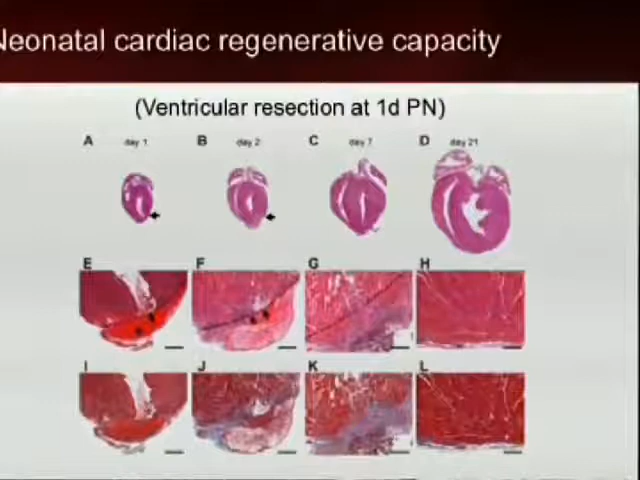 Neonatal cardiac regenerative capacity
(Ventricular resection at 1d PN)
A day 1 B day 2 C day 7 D day 21
E F G H
I J K L